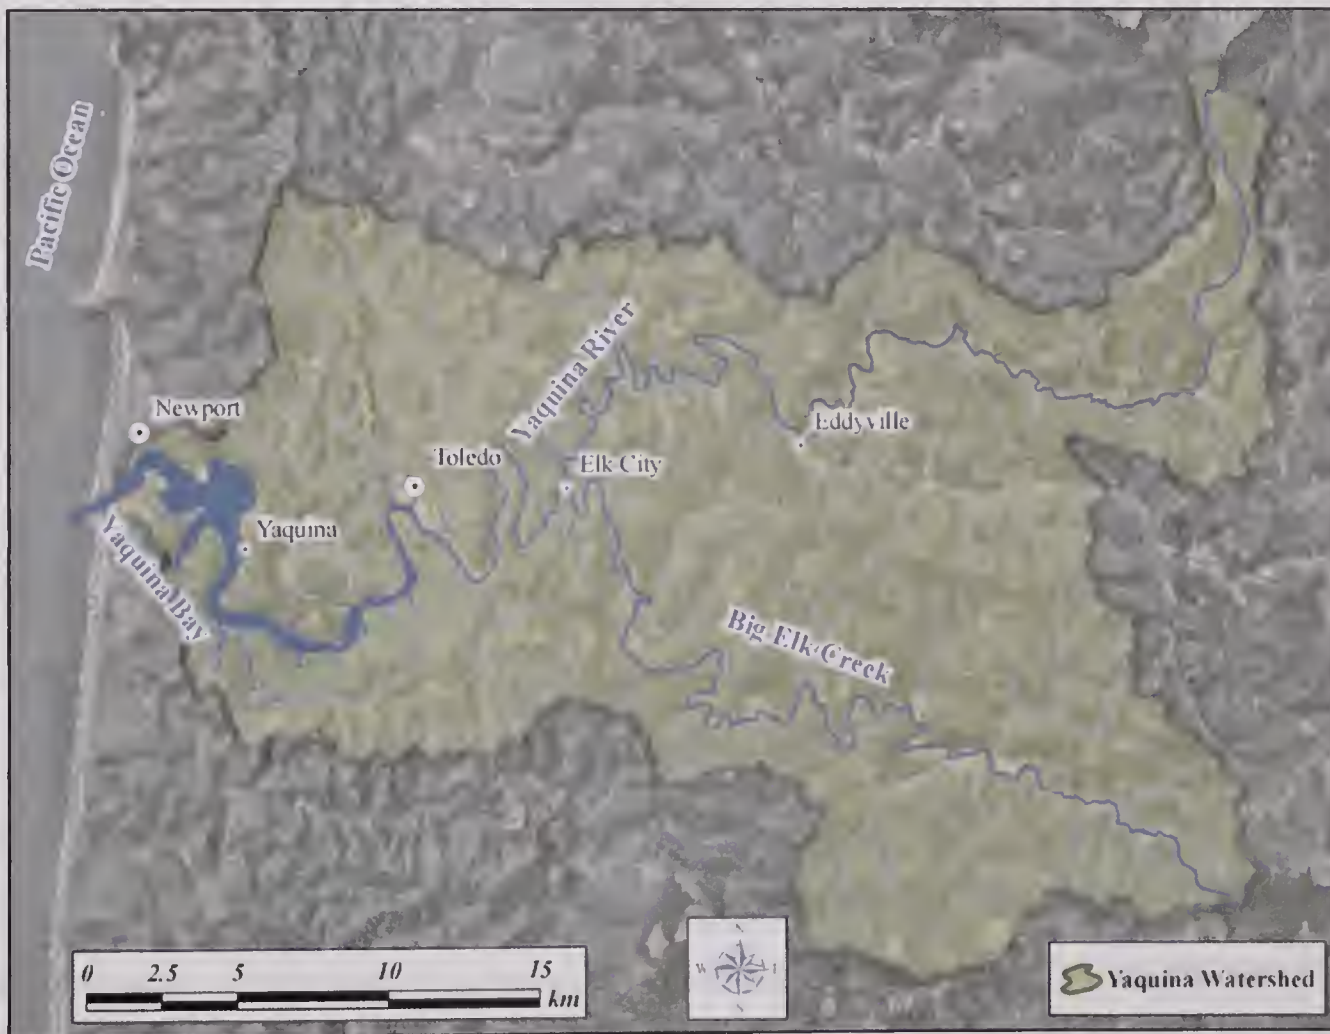 Pacific Ocean
Newport
Yaquina River
Eddyville
Toledo
Elk City
Yaquina
Yaquina Bay
Big Elk Creek
0 2.5 5 10 15
km
W
Yaquina Watershed